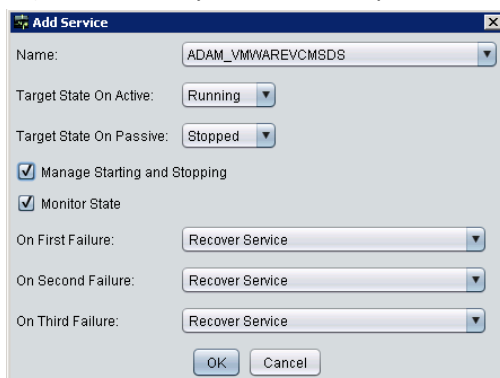 Add Service
Name: ADAM_VMWAREVCMSDS
Target State On Active: Running
Target State On Passive: Stopped
Manage Starting and Stopping
Monitor State
On First Failure: Recover Service
On Second Failure: Recover Service
On Third Failure: Recover Service
OK Cancel